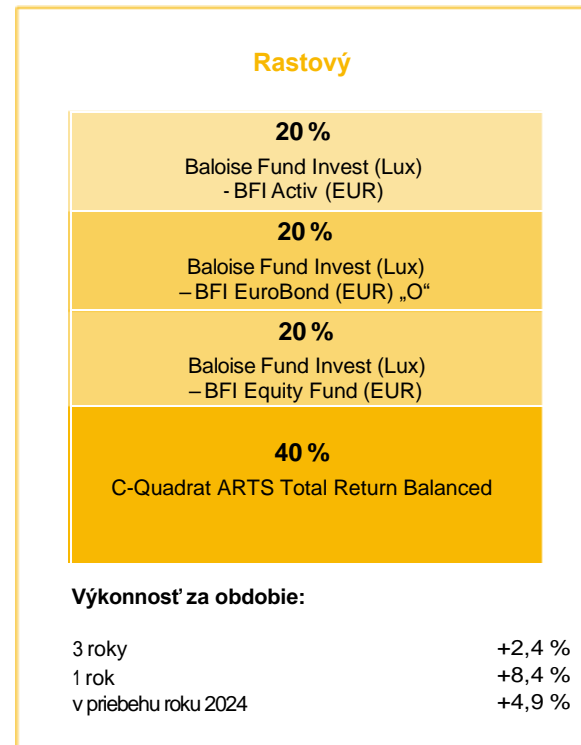 Rastový
20 %
Baloise Fund Invest (Lux)
- BFI Activ (EUR)
20 %
Baloise Fund Invest (Lux)
– BFI EuroBond (EUR) „O“
20 %
Baloise Fund Invest (Lux)
– BFI Equity Fund (EUR)
40 %
C-Quadrat ARTS Total Return Balanced
Výkonnosť za obdobie:
3 roky +2,4 %
1 rok +8,4 %
v priebehu roku 2024 +4,9 %